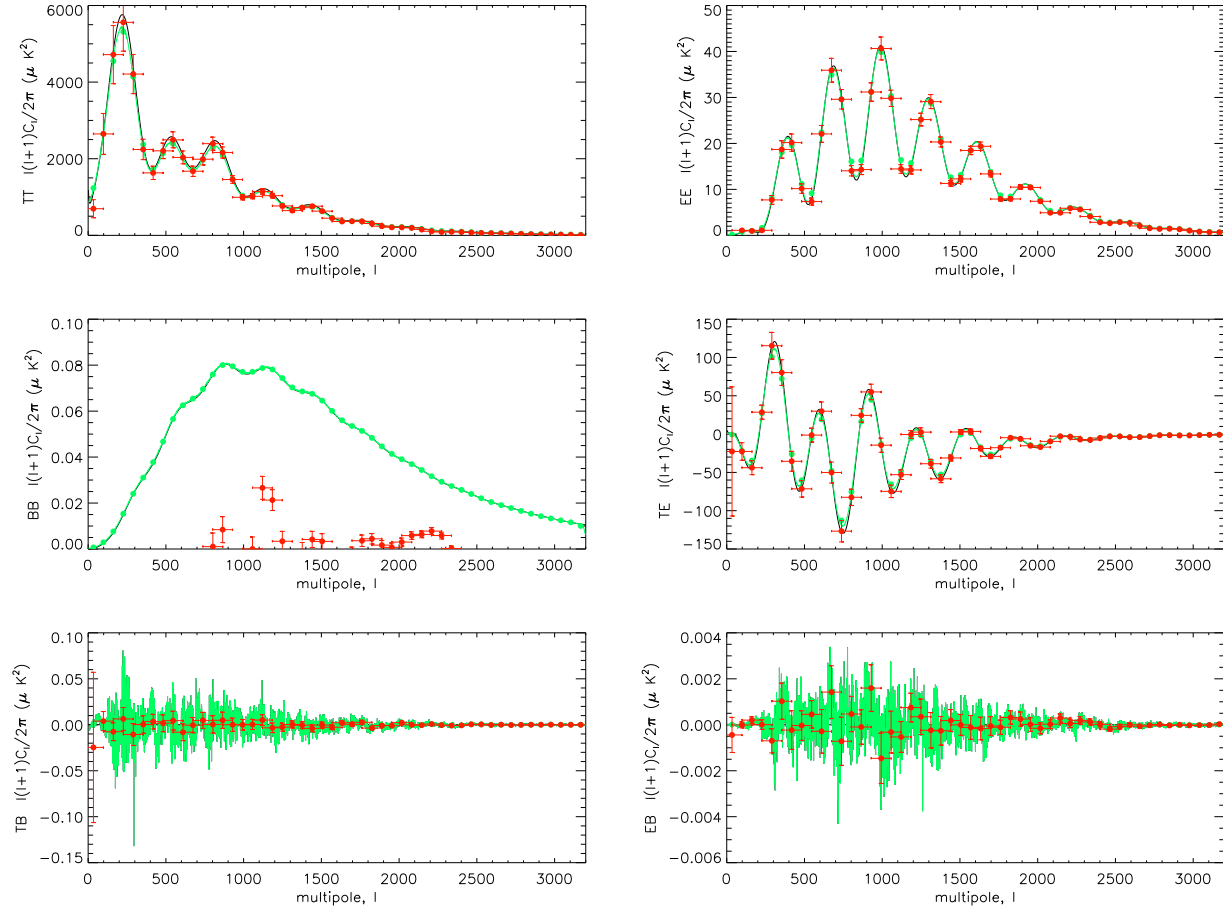 TT l(l+1)Cₗ/2π (μ K²)
6000
4000
2000
0
0 500 1000 1500 2000 2500 3000
multipole, l
EE l(l+1)Cₗ/2π (μ K²)
50
40
30
20
10
0
0 500 1000 1500 2000 2500 3000
multipole, l
BB l(l+1)Cₗ/2π (μ K²)
0.10
0.08
0.06
0.04
0.02
0.00
0 500 1000 1500 2000 2500 3000
multipole, l
TE l(l+1)Cₗ/2π (μ K²)
150
100
50
0
−50
−100
−150
0 500 1000 1500 2000 2500 3000
multipole, l
TB l(l+1)Cₗ/2π (μ K²)
0.10
0.05
0.00
−0.05
−0.10
−0.15
0 500 1000 1500 2000 2500 3000
multipole, l
EB l(l+1)Cₗ/2π (μ K²)
0.004
0.002
0.000
−0.002
−0.004
−0.006
0 500 1000 1500 2000 2500 3000
multipole, l